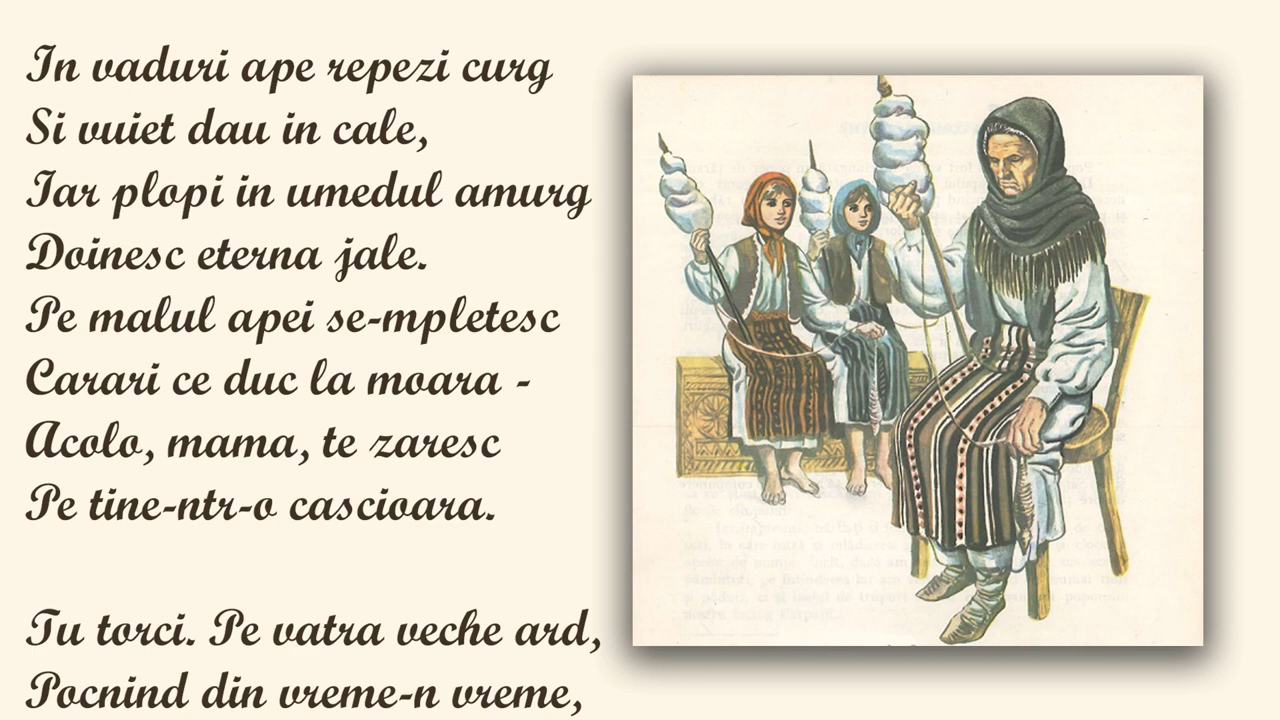 In vaduri ape repezi curg
Si vuiet dau in cale,
Iar plopi in umedul amurg
Doinesc eterna jale.
Pe malul apei se-mpletesc
Carari ce duc la moara -
Acolo, mama, te zaresc
Pe tine-ntr-o cascioara.

Tu torci. Pe vatra veche ard,
Pocnind din vreme-n vreme,